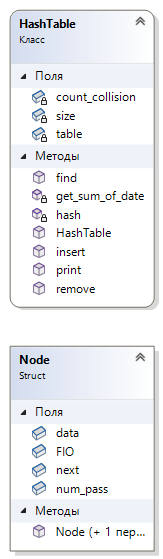 HashTable
Класс
Поля
count_collision
size
table
Методы
find
get_sum_of_date
hash
HashTable
insert
print
remove
Node
Struct
Поля
data
FIO
next
num_pass
Методы
Node (+ 1 пер...